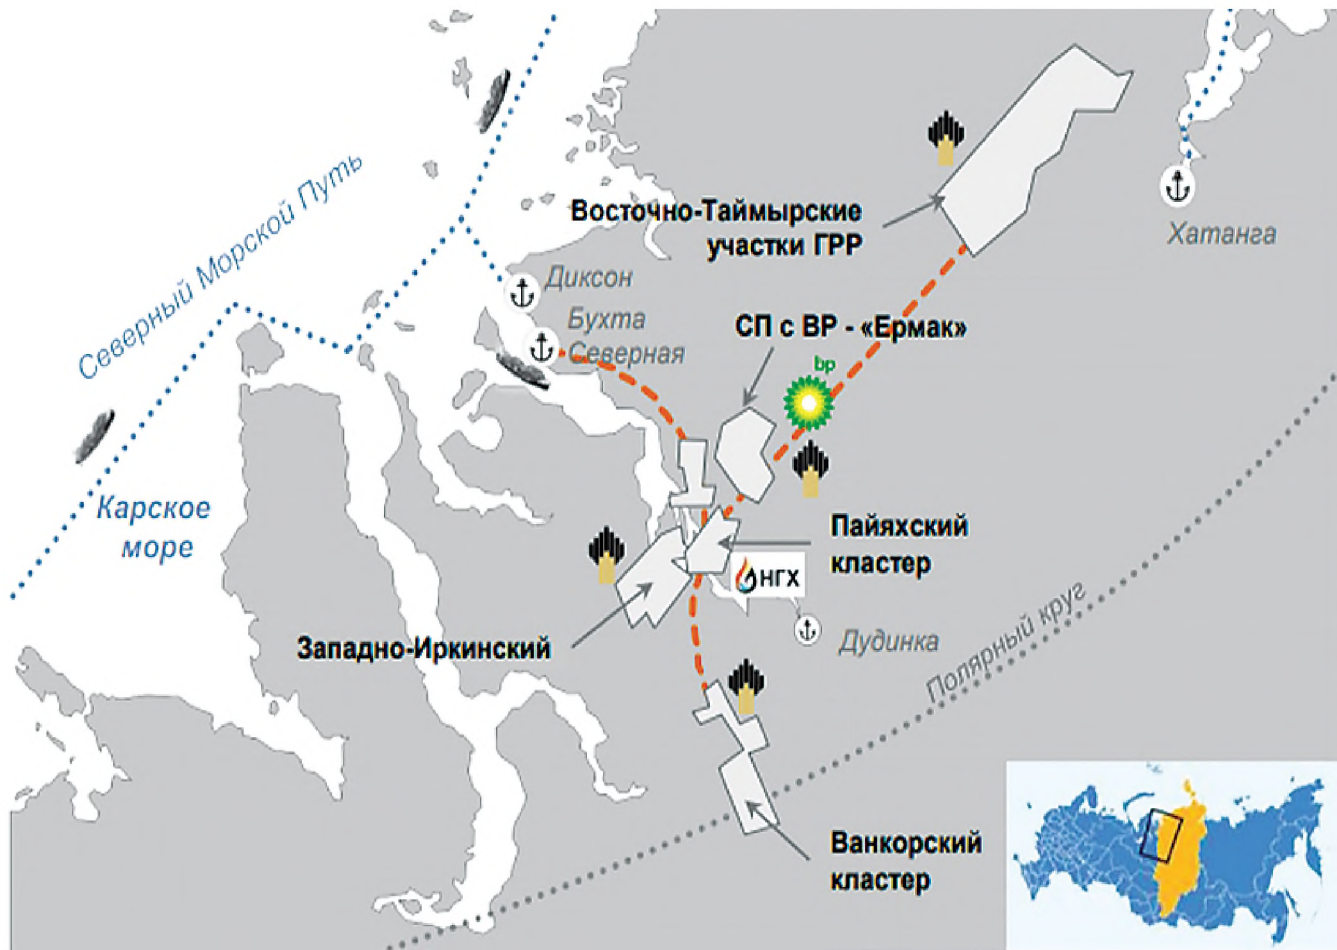 Северный Морской Путь
Восточно-Таймырские
участки ГРР
Хатанга
Диксон
Бухта
Северная
СП с BP - «Ермак»
bp
Карское
море
Пайяхский
кластер
НГХ
Западно-Иркинский
Дудинка
Полярный круг
Ванкорский
кластер